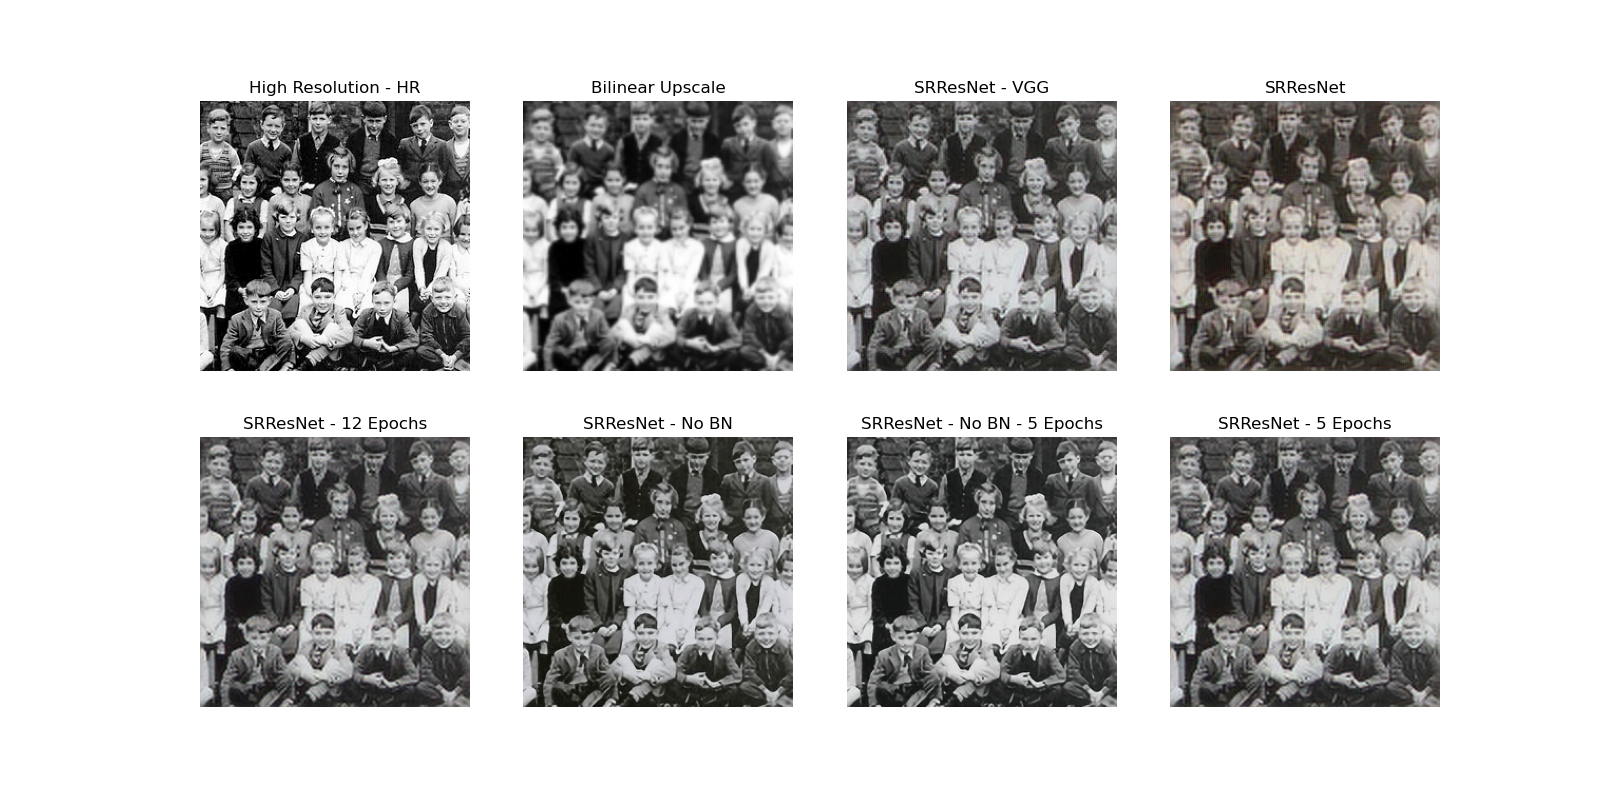 High Resolution - HR
Bilinear Upscale
SRResNet - VGG
SRResNet
SRResNet - 12 Epochs
SRResNet - No BN
SRResNet - No BN - 5 Epochs
SRResNet - 5 Epochs